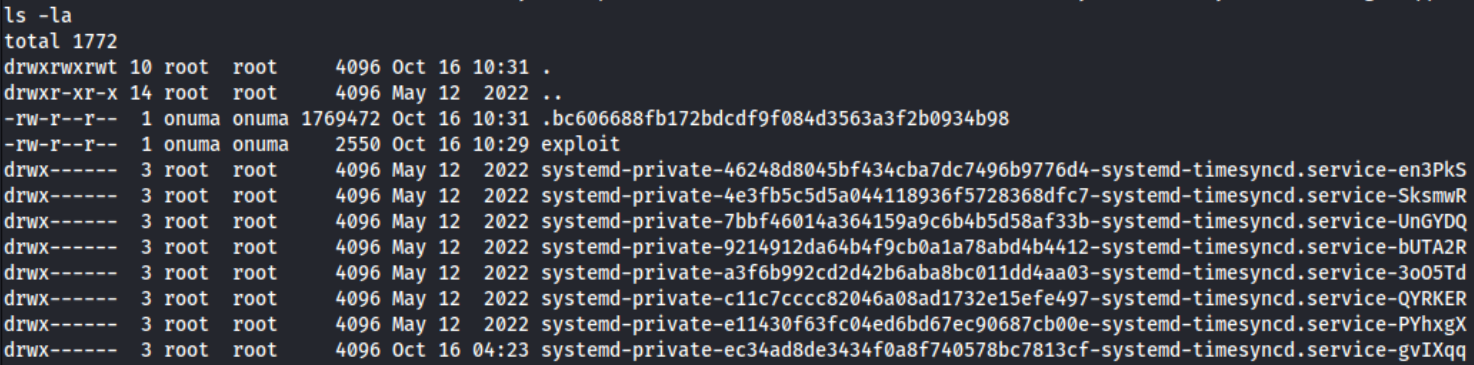 ls -la
total 1772
drwxrwxrwt 10 root  root     4096 Oct 16 10:31 .
drwxr-xr-x 14 root  root     4096 May 12  2022 ..
-rw-r--r--  1 onuma onuma 1769472 Oct 16 10:31 .bc606688fb172bdcdf9f084d3563a3f2b0934b98
-rw-r--r--  1 onuma onuma    2550 Oct 16 10:29 exploit
drwx------  3 root  root     4096 May 12  2022 systemd-private-46248d8045bf434cba7dc7496b9776d4-systemd-timesyncd.service-en3PkS
drwx------  3 root  root     4096 May 12  2022 systemd-private-4e3fb5c5d5a044118936f5728368dfc7-systemd-timesyncd.service-SksmwR
drwx------  3 root  root     4096 May 12  2022 systemd-private-7bbf46014a364159a9c6b4b5d58af33b-systemd-timesyncd.service-UnGYDQ
drwx------  3 root  root     4096 May 12  2022 systemd-private-9214912da64b4f9cb0a1a78abd4b4412-systemd-timesyncd.service-bUTA2R
drwx------  3 root  root     4096 May 12  2022 systemd-private-a3f6b992cd2d42b6aba8bc011dd4aa03-systemd-timesyncd.service-3oO5Td
drwx------  3 root  root     4096 May 12  2022 systemd-private-c11c7cccc82046a08ad1732e15efe497-systemd-timesyncd.service-QYRKER
drwx------  3 root  root     4096 May 12  2022 systemd-private-e11430f63fc04ed6bd67ec90687cb00e-systemd-timesyncd.service-PYhxgX
drwx------  3 root  root     4096 Oct 16 04:23 systemd-private-ec34ad8de3434f0a8f740578bc7813cf-systemd-timesyncd.service-gvIXqq